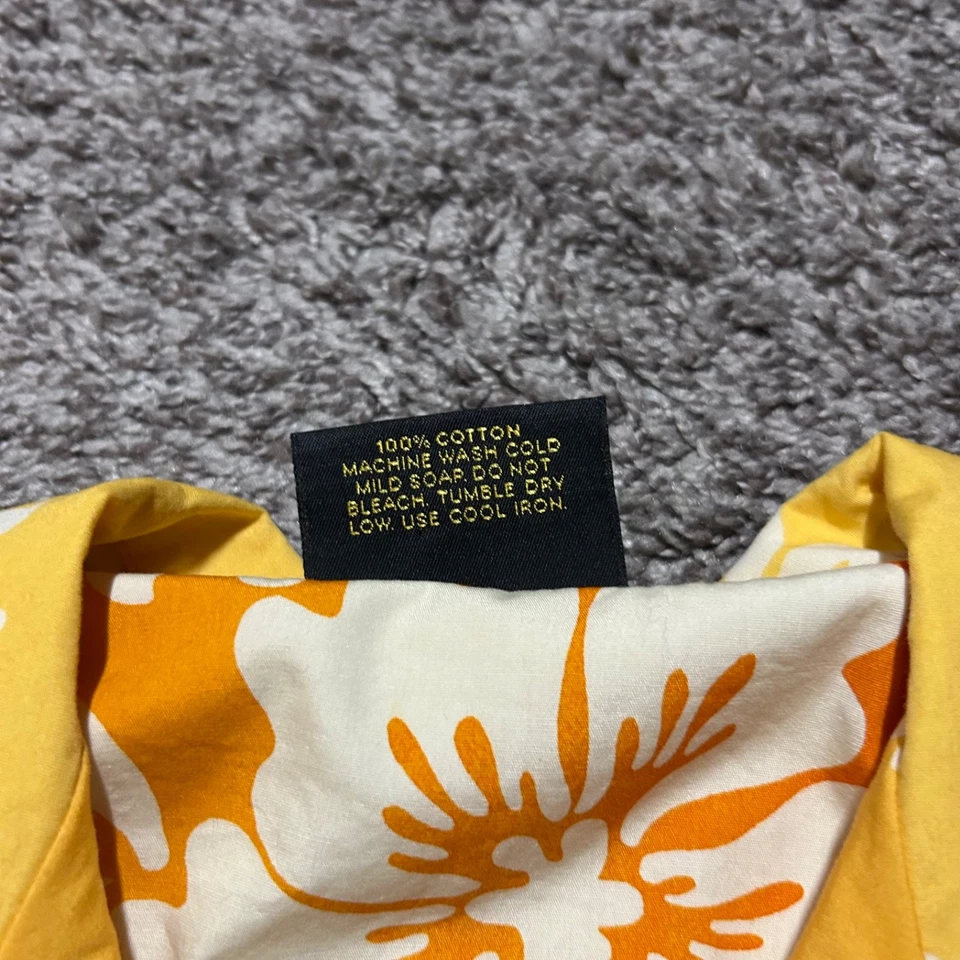 100% COTTON
MACHINE WASH COLD
MILD SOAP. DO NOT
BLEACH. TUMBLE DRY
LOW. USE COOL IRON.